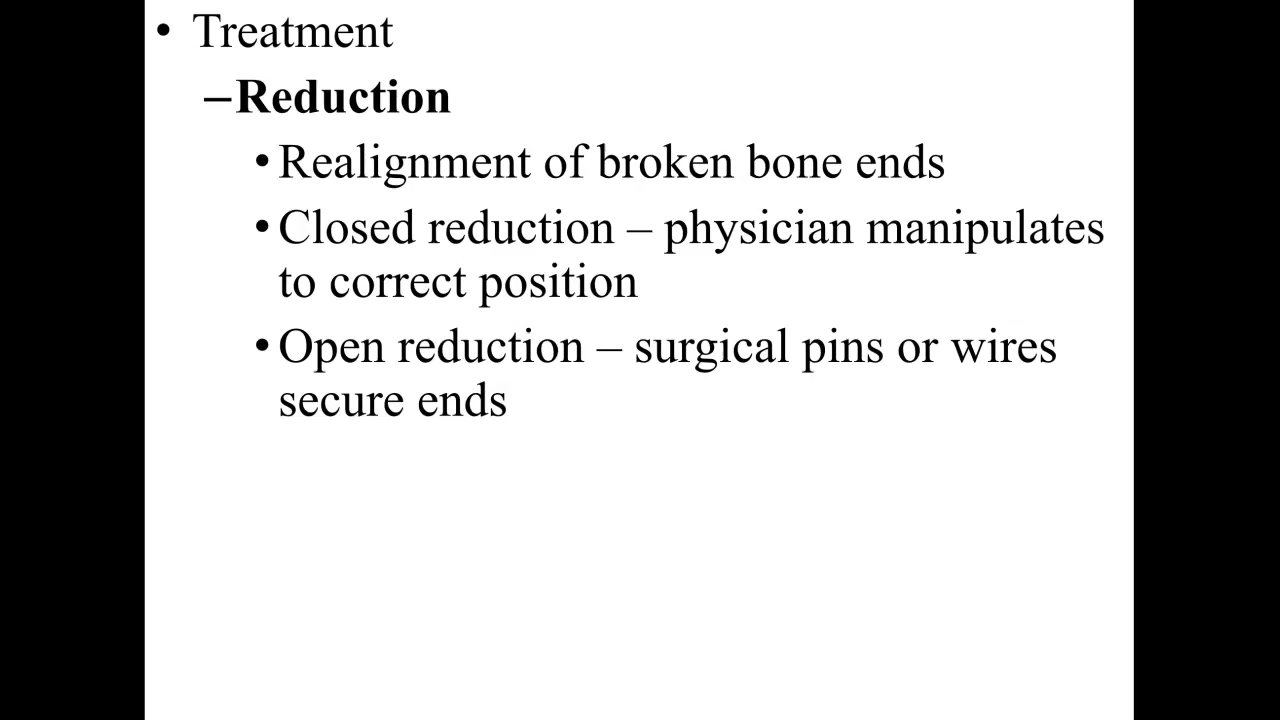 • Treatment
–Reduction
• Realignment of broken bone ends
• Closed reduction – physician manipulates
to correct position
• Open reduction – surgical pins or wires
secure ends